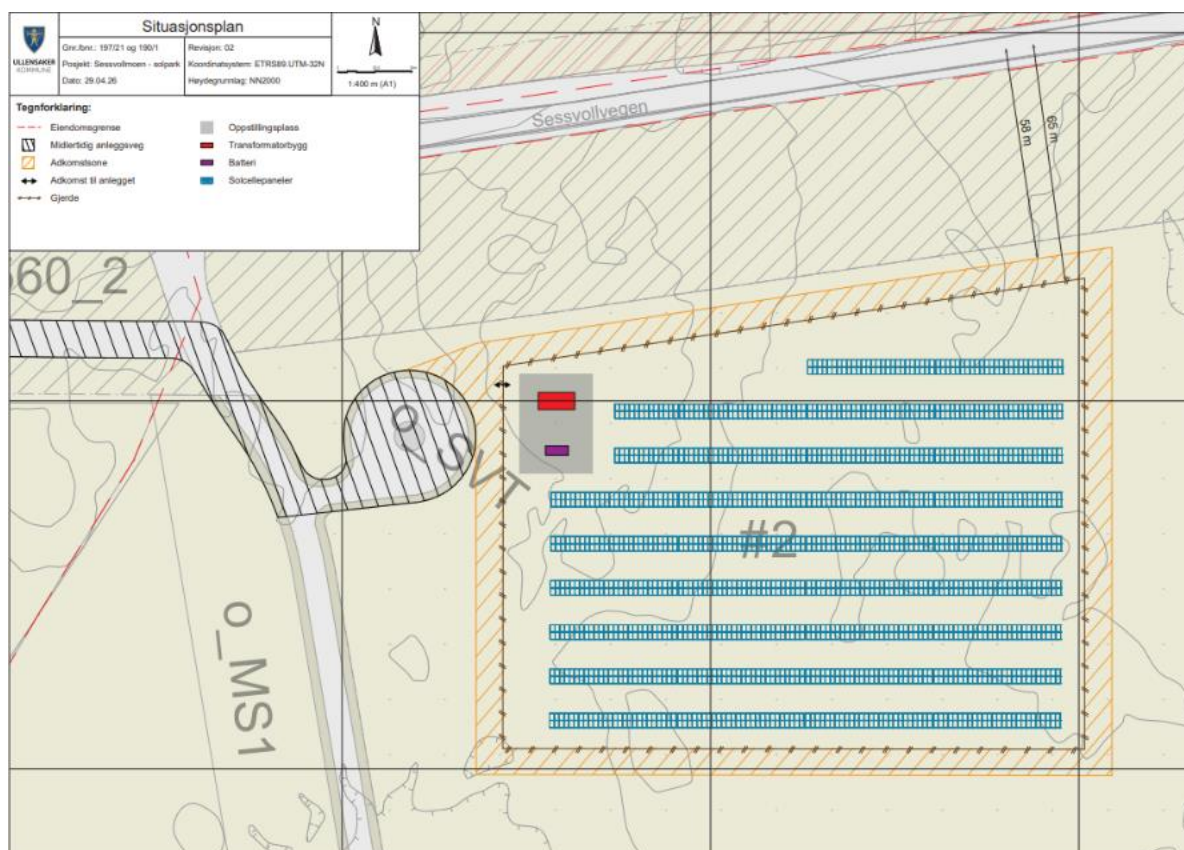 Situasjonsplan
ULLENSAKER
KOMMUNE
Gnr./bnr.: 197/21 og 190/1
Posjekt: Sessvollmoen - solpark
Dato: 29.04.26
Revisjon: 02
Koordinatsystem: ETRS89.UTM-32N
Høydegrunnlag: NN2000
N
1:400 m (A1)
Tegnforklaring:
Eiendomsgrense
Midlertidig anleggsveg
Adkomstsone
Adkomst til anlegget
Gjerde
Oppstillingsplass
Transformatorbygg
Batteri
Solcellepaneler
Sessvollvegen
58 m
65 m
560_2
o_SVT
#2
o_MS1